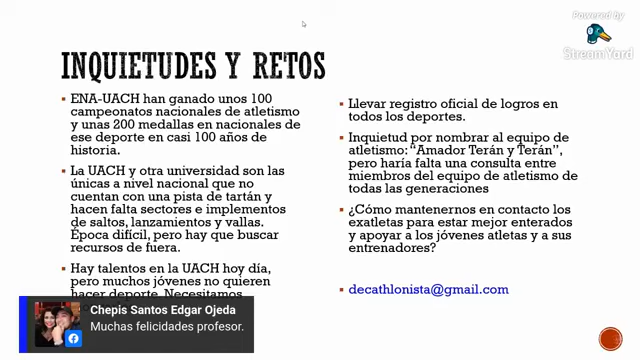 Powered by
StreamYard
INQUIETUDES Y RETOS
▪ ENA-UACH han ganado unos 100
campeonatos nacionales de atletismo
y unas 200 medallas en nacionales de
ese deporte en casi 100 años de
historia.
▪ La UACH y otra universidad son las
únicas a nivel nacional que no
cuentan con una pista de tartán y
hacen falta sectores e implementos
de saltos, lanzamientos y vallas.
Época difícil, pero hay que buscar
recursos de fuera.
▪ Hay talentos en la UACH hoy día,
pero muchos jóvenes no quieren
hacer deporte. Necesitamos
▪ Llevar registro oficial de logros en
todos los deportes.
▪ Inquietud por nombrar al equipo de
atletismo: “Amador Terán y Terán”,
pero haría falta una consulta entre
miembros del equipo de atletismo de
todas las generaciones
▪ ¿Cómo mantenernos en contacto los
exatletas para estar mejor enterados
y apoyar a los jóvenes atletas y a sus
entrenadores?
▪ decathlonista@gmail.com
Chepis Santos Edgar Ojeda
Muchas felicidades profesor.